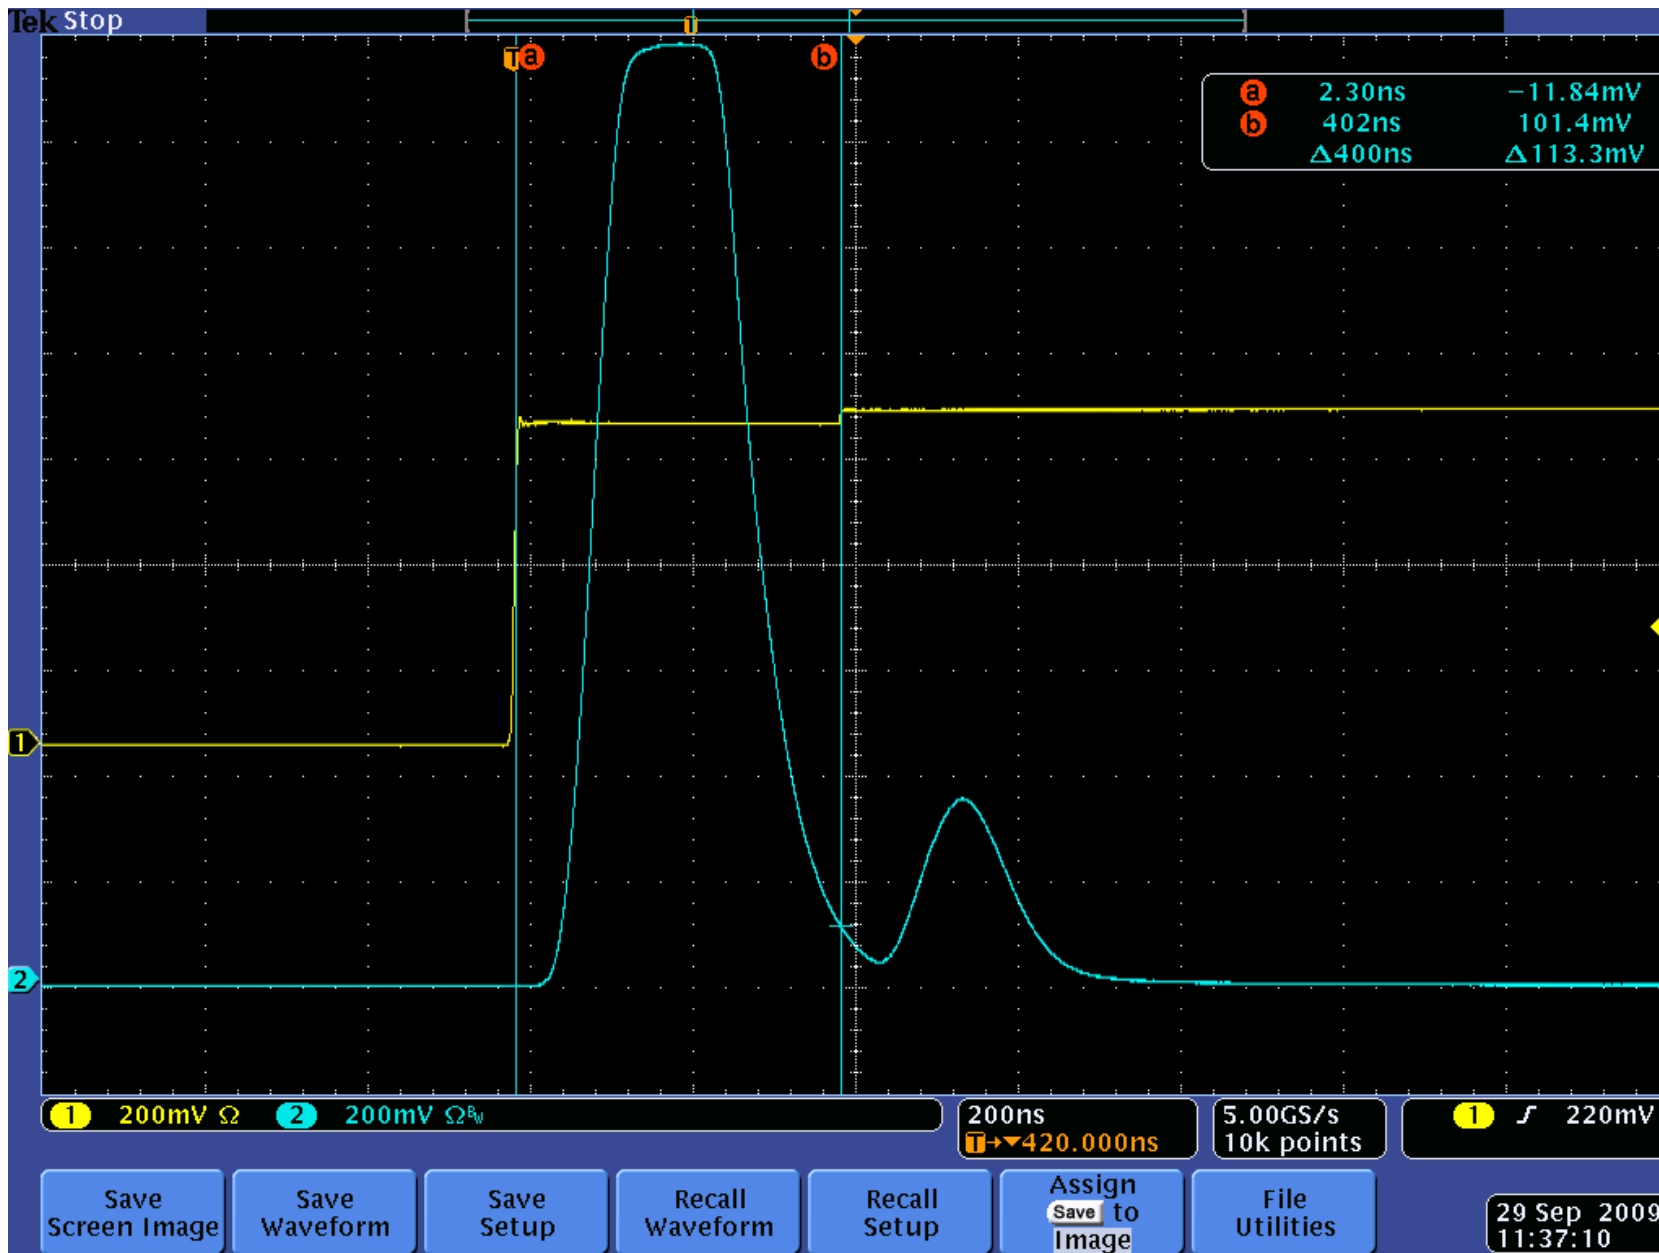 Tek Stop
T
T a b
a 2.30ns −11.84mV
b 402ns 101.4mV
Δ400ns Δ113.3mV
1
2
1 200mV Ω 2 200mV ΩBW
200ns
T→▼420.000ns
5.00GS/s
10k points
1 ∫ 220mV
Save
Screen Image
Save
Waveform
Save
Setup
Recall
Waveform
Recall
Setup
Assign
Save to
Image
File
Utilities
29 Sep 2009
11:37:10